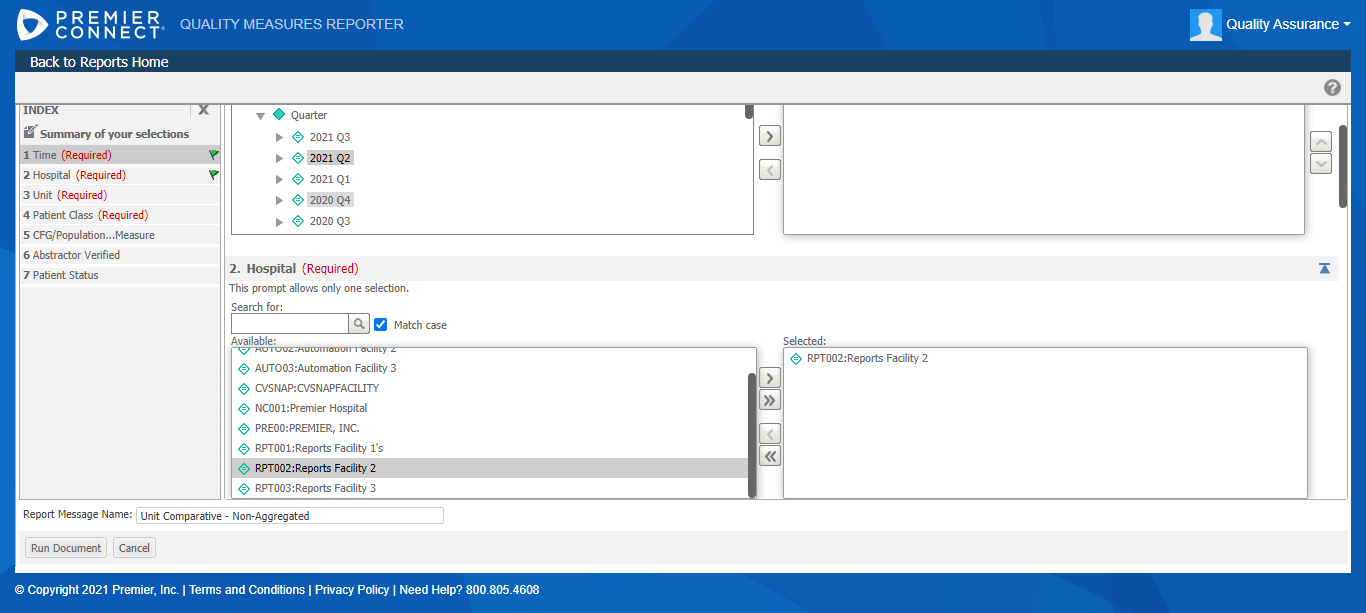 PREMIER
CONNECT
QUALITY MEASURES REPORTER
Quality Assurance
Back to Reports Home
INDEX
Summary of your selections
1 Time (Required)
2 Hospital (Required)
3 Unit (Required)
4 Patient Class (Required)
5 CFG/Population...Measure
6 Abstractor Verified
7 Patient Status
Quarter
2021 Q3
2021 Q2
2021 Q1
2020 Q4
2020 Q3
2. Hospital (Required)
This prompt allows only one selection.
Search for:
Match case
Available:
AUTO02:Automation Facility 2
AUTO03:Automation Facility 3
CVSNAP:CVSNAPFACILITY
NC001:Premier Hospital
PRE00:PREMIER, INC.
RPT001:Reports Facility 1's
RPT002:Reports Facility 2
RPT003:Reports Facility 3
Selected:
RPT002:Reports Facility 2
Report Message Name: Unit Comparative - Non-Aggregated
Run Document Cancel
© Copyright 2021 Premier, Inc. | Terms and Conditions | Privacy Policy | Need Help? 800.805.4608